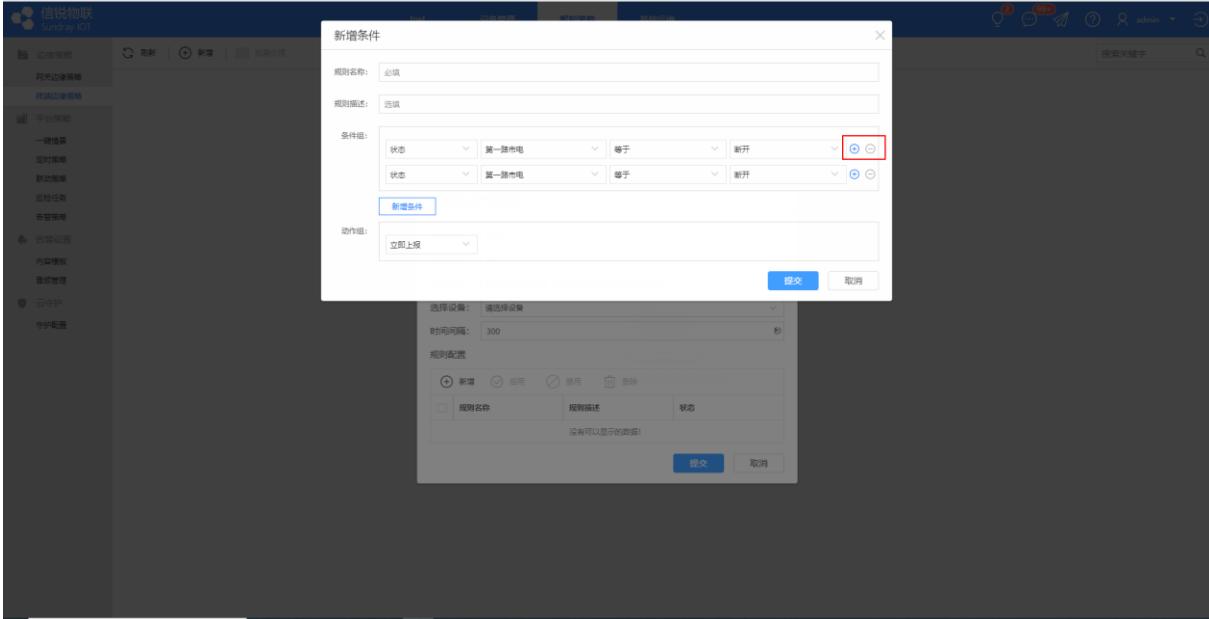 信锐物联
Sundray IOT
2
99+
admin
边缘策略
刷新
新增
搜索关键字
网关边缘策略
终端边缘策略
平台策略
一键情景
定时策略
联动策略
巡检任务
告警策略
告警设置
内容模板
音频管理
云守护
守护配置
新增条件
规则名称: 必填
规则描述: 选填
条件组:
状态 第一路市电 等于 断开
状态 第一路市电 等于 断开
新增条件
动作组:
立即上报
提交 取消
选择设备: 请选择设备
时间间隔: 300 秒
规则配置
新增 启用 禁用 删除
规则名称 规则描述 状态
没有可以显示的数据!
提交 取消